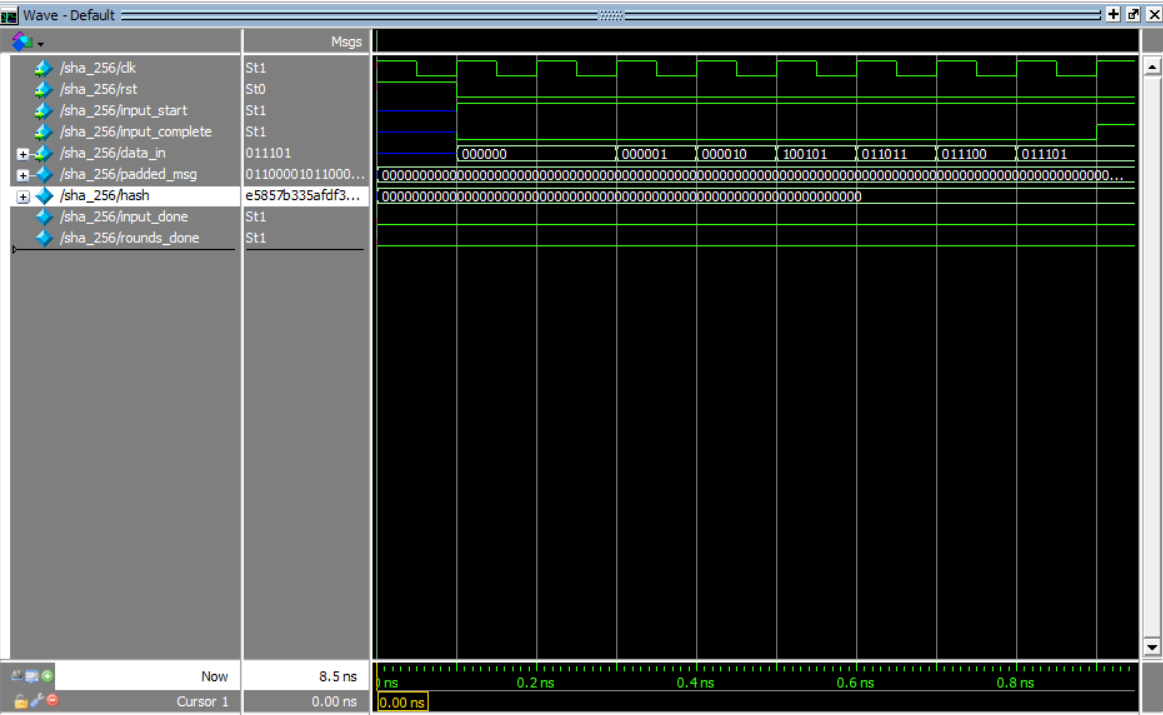 Wave - Default
Msgs
/sha_256/clk St1
/sha_256/rst St0
/sha_256/input_start St1
/sha_256/input_complete St1
/sha_256/data_in 011101 000000 000001 000010 100101 011011 011100 011101
/sha_256/padded_msg 01100001011000...
/sha_256/hash e5857b335afdf3... 0000000000000000000000000000000000000000000000000000000000000000
/sha_256/input_done St1
/sha_256/rounds_done St1
Now 8.5 ns
ns 0.2 ns 0.4 ns 0.6 ns 0.8 ns
Cursor 1 0.00 ns 0.00 ns